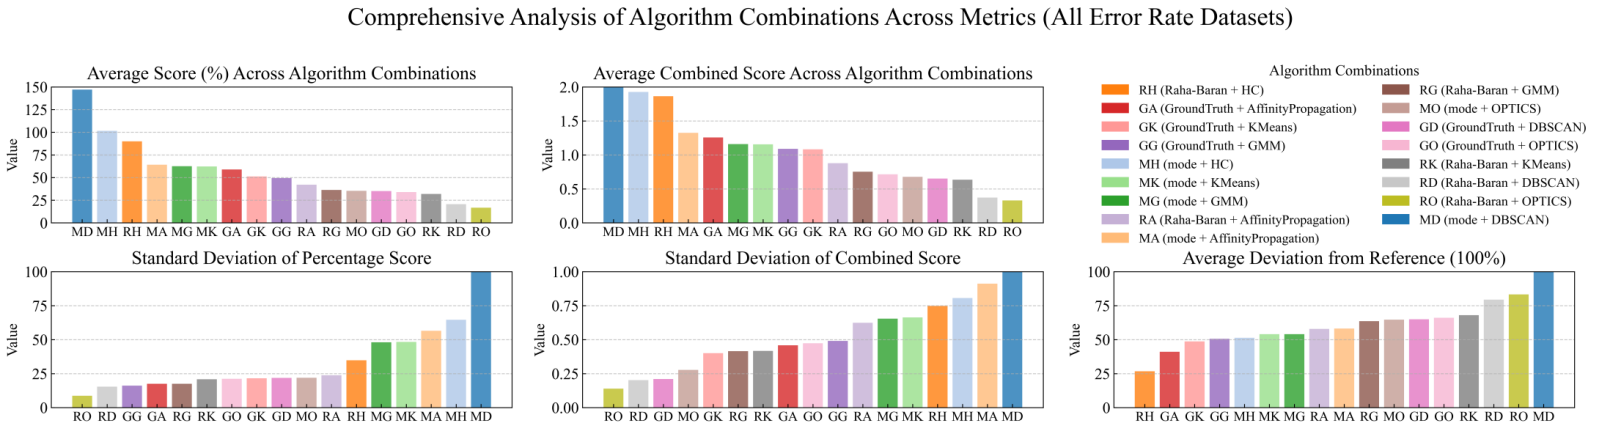 Comprehensive Analysis of Algorithm Combinations Across Metrics (All Error Rate Datasets)
Average Score (%) Across Algorithm Combinations
Value
150
125
100
75
50
25
0
MD MH RH MA MG MK GA GK GG RA RG MO GD GO RK RD RO
Average Combined Score Across Algorithm Combinations
Value
2.0
1.5
1.0
0.5
0.0
MD MH RH MA GA MG MK GG GK RA RG GO MO GD RK RD RO
Algorithm Combinations
RH (Raha-Baran + HC)
GA (GroundTruth + AffinityPropagation)
GK (GroundTruth + KMeans)
GG (GroundTruth + GMM)
MH (mode + HC)
MK (mode + KMeans)
MG (mode + GMM)
RA (Raha-Baran + AffinityPropagation)
MA (mode + AffinityPropagation)
RG (Raha-Baran + GMM)
MO (mode + OPTICS)
GD (GroundTruth + DBSCAN)
GO (GroundTruth + OPTICS)
RK (Raha-Baran + KMeans)
RD (Raha-Baran + DBSCAN)
RO (Raha-Baran + OPTICS)
MD (mode + DBSCAN)
Standard Deviation of Percentage Score
Value
100
75
50
25
0
RO RD GG GA RG RK GO GK GD MO RA RH MG MK MA MH MD
Standard Deviation of Combined Score
Value
1.00
0.75
0.50
0.25
0.00
RO RD GD MO GK RG RK GA GO GG RA MG MK RH MH MA MD
Average Deviation from Reference (100%)
Value
100
75
50
25
0
RH GA GK GG MH MK MG RA MA RG MO GD GO RK RD RO MD